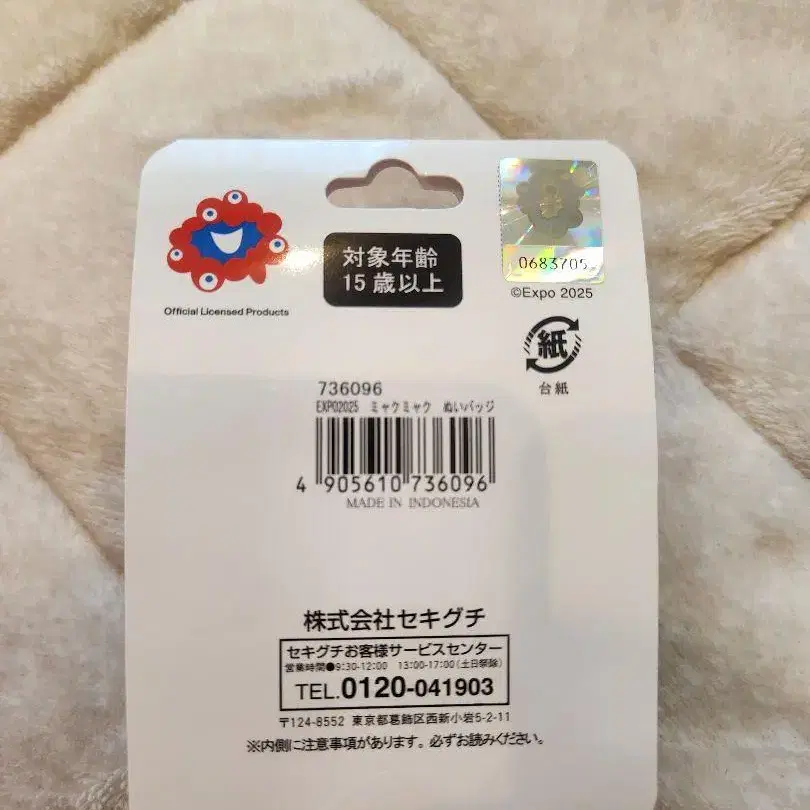 Official Licensed Products
対象年齢
15歳以上
0683705
©Expo 2025
紙
台紙
736096
EXPO2025 ミャクミャク ぬいバッジ
4 905610 736096
MADE IN INDONESIA
株式会社セキグチ
セキグチお客様サービスセンター
営業時間●9:30-12:00 13:00-17:00(土日祭除)
TEL.0120-041903
〒124-8552 東京都葛飾区西新小岩5-2-11
※内側に注意事項があります。必ずお読みください。